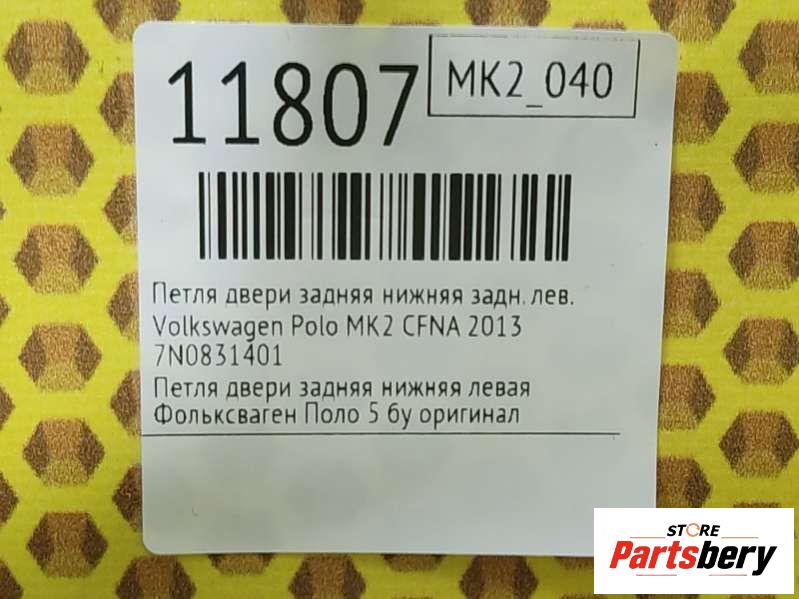 11807
MK2_040
Петля двери задняя нижняя задн. лев.
Volkswagen Polo MK2 CFNA 2013
7N0831401
Петля двери задняя нижняя левая
Фольксваген Поло 5 бу оригинал
STORE
Partsbery